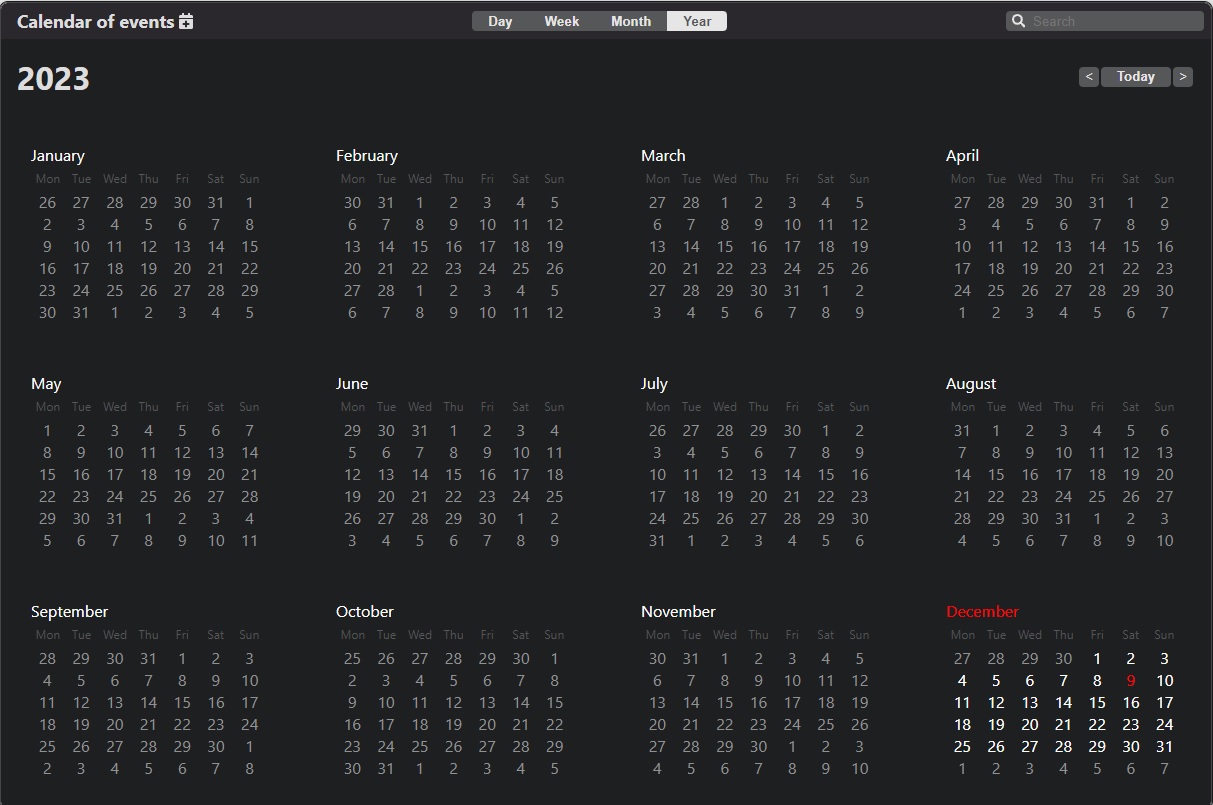 Calendar of events
Day Week Month Year
Search
2023
< Today >
January
Mon Tue Wed Thu Fri Sat Sun
26 27 28 29 30 31 1
2 3 4 5 6 7 8
9 10 11 12 13 14 15
16 17 18 19 20 21 22
23 24 25 26 27 28 29
30 31 1 2 3 4 5
February
Mon Tue Wed Thu Fri Sat Sun
30 31 1 2 3 4 5
6 7 8 9 10 11 12
13 14 15 16 17 18 19
20 21 22 23 24 25 26
27 28 1 2 3 4 5
6 7 8 9 10 11 12
March
Mon Tue Wed Thu Fri Sat Sun
27 28 1 2 3 4 5
6 7 8 9 10 11 12
13 14 15 16 17 18 19
20 21 22 23 24 25 26
27 28 29 30 31 1 2
3 4 5 6 7 8 9
April
Mon Tue Wed Thu Fri Sat Sun
27 28 29 30 31 1 2
3 4 5 6 7 8 9
10 11 12 13 14 15 16
17 18 19 20 21 22 23
24 25 26 27 28 29 30
1 2 3 4 5 6 7
May
Mon Tue Wed Thu Fri Sat Sun
1 2 3 4 5 6 7
8 9 10 11 12 13 14
15 16 17 18 19 20 21
22 23 24 25 26 27 28
29 30 31 1 2 3 4
5 6 7 8 9 10 11
June
Mon Tue Wed Thu Fri Sat Sun
29 30 31 1 2 3 4
5 6 7 8 9 10 11
12 13 14 15 16 17 18
19 20 21 22 23 24 25
26 27 28 29 30 1 2
3 4 5 6 7 8 9
July
Mon Tue Wed Thu Fri Sat Sun
26 27 28 29 30 1 2
3 4 5 6 7 8 9
10 11 12 13 14 15 16
17 18 19 20 21 22 23
24 25 26 27 28 29 30
31 1 2 3 4 5 6
August
Mon Tue Wed Thu Fri Sat Sun
31 1 2 3 4 5 6
7 8 9 10 11 12 13
14 15 16 17 18 19 20
21 22 23 24 25 26 27
28 29 30 31 1 2 3
4 5 6 7 8 9 10
September
Mon Tue Wed Thu Fri Sat Sun
28 29 30 31 1 2 3
4 5 6 7 8 9 10
11 12 13 14 15 16 17
18 19 20 21 22 23 24
25 26 27 28 29 30 1
2 3 4 5 6 7 8
October
Mon Tue Wed Thu Fri Sat Sun
25 26 27 28 29 30 1
2 3 4 5 6 7 8
9 10 11 12 13 14 15
16 17 18 19 20 21 22
23 24 25 26 27 28 29
30 31 1 2 3 4 5
November
Mon Tue Wed Thu Fri Sat Sun
30 31 1 2 3 4 5
6 7 8 9 10 11 12
13 14 15 16 17 18 19
20 21 22 23 24 25 26
27 28 29 30 1 2 3
4 5 6 7 8 9 10
December
Mon Tue Wed Thu Fri Sat Sun
27 28 29 30 1 2 3
4 5 6 7 8 9 10
11 12 13 14 15 16 17
18 19 20 21 22 23 24
25 26 27 28 29 30 31
1 2 3 4 5 6 7